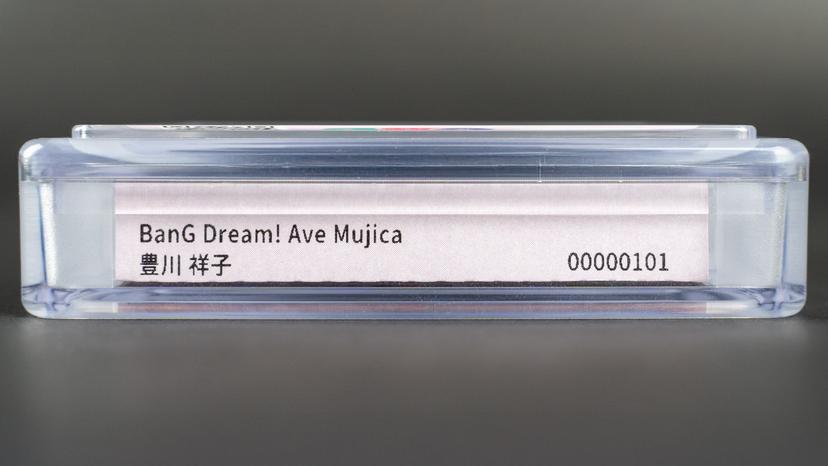 BanG Dream! Ave Mujica
豊川 祥子
00000101